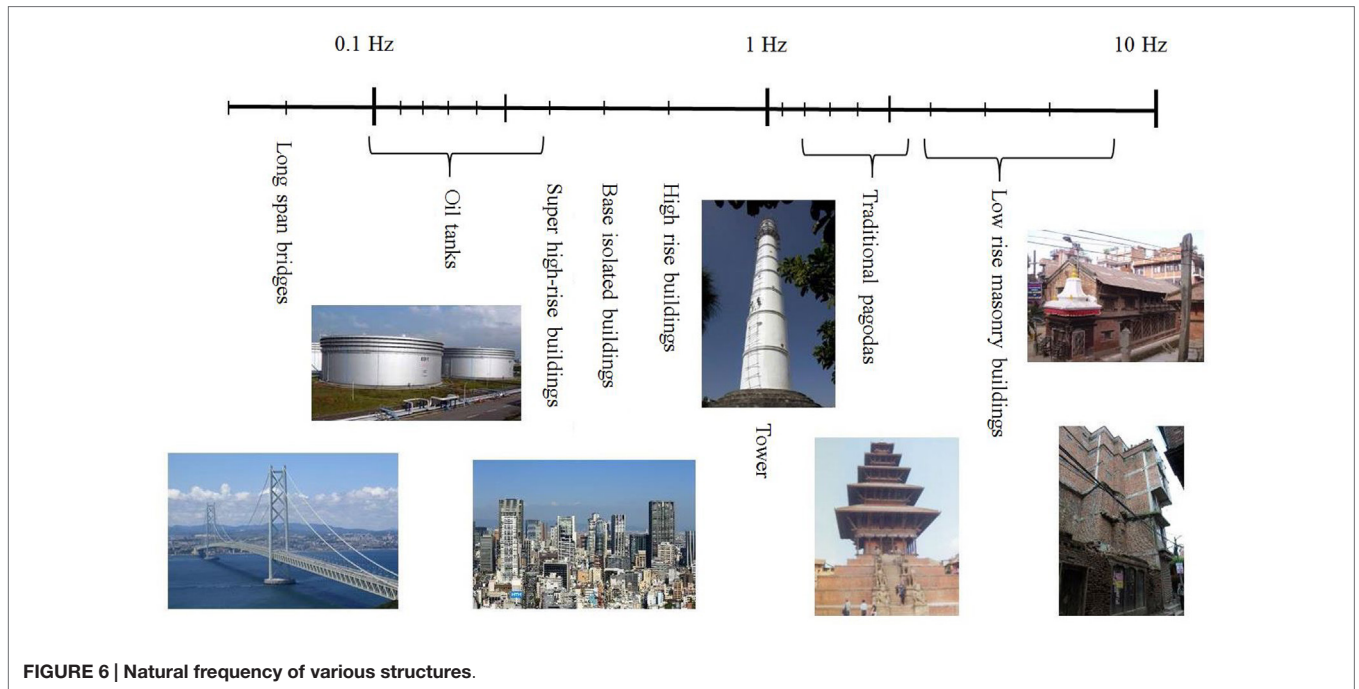 0.1 Hz
1 Hz
10 Hz
Long span bridges
Oil tanks
Super high-rise buildings
Base isolated buildings
High rise buildings
Tower
Traditional pagodas
Low rise masonry buildings
FIGURE 6 | Natural frequency of various structures.